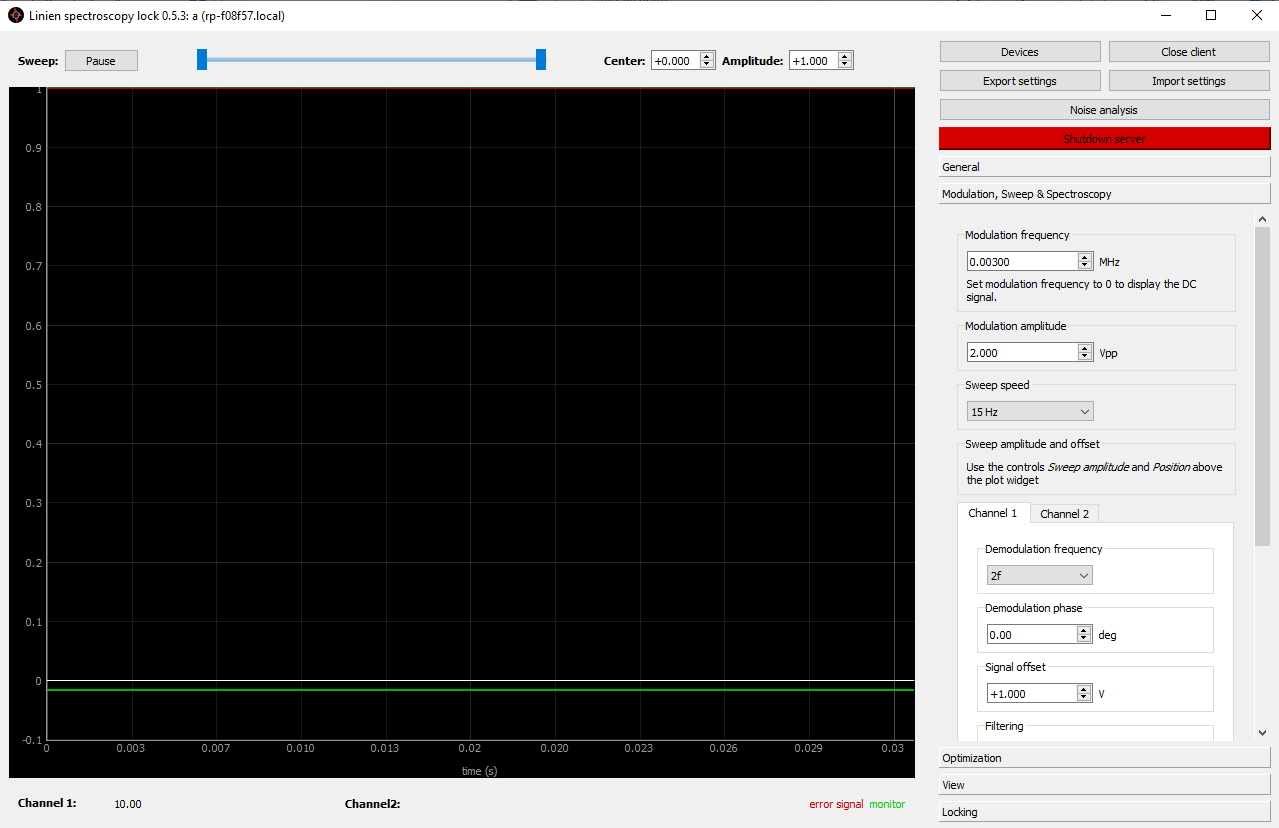 Linien spectroscopy lock 0.5.3: a (rp-f08f57.local)
Sweep: Pause Center: +0.000 Amplitude: +1.000
Devices Close client
Export settings Import settings
Noise analysis
Shutdown server
General
Modulation, Sweep & Spectroscopy
Modulation frequency
0.00300 MHz
Set modulation frequency to 0 to display the DC
signal.
Modulation amplitude
2.000 Vpp
Sweep speed
15 Hz
Sweep amplitude and offset
Use the controls Sweep amplitude and Position above
the plot widget
Channel 1 Channel 2
Demodulation frequency
2f
Demodulation phase
0.00 deg
Signal offset
+1.000 V
Filtering
Optimization
View
Locking
1
0.9
0.8
0.7
0.6
0.5
0.4
0.3
0.2
0.1
0
-0.1
0 0.003 0.007 0.010 0.013 0.02 0.020 0.023 0.026 0.029 0.03
time (s)
Channel 1: 10.00 Channel2: error signal monitor